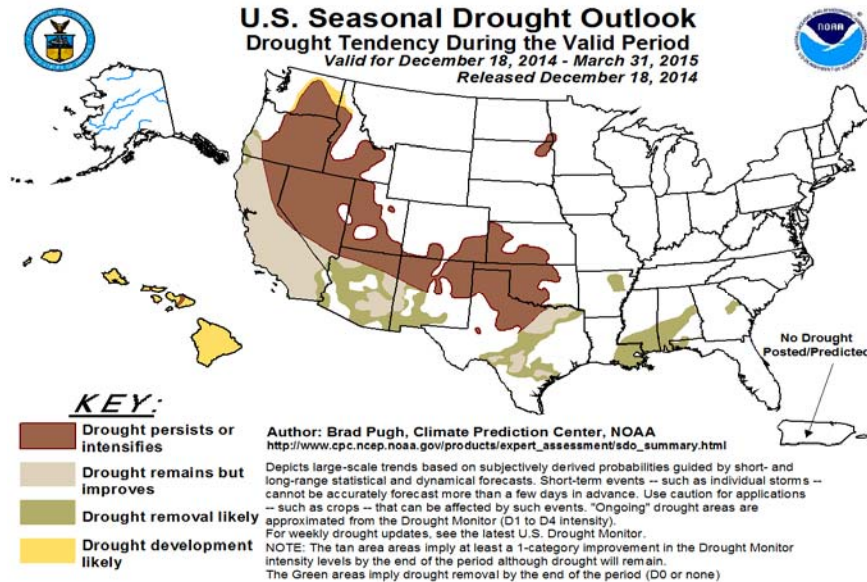 U.S. Seasonal Drought Outlook
Drought Tendency During the Valid Period
Valid for December 18, 2014 - March 31, 2015
Released December 18, 2014
NOAA
No Drought
Posted/Predicted
KEY:
Drought persists or
intensifies
Drought remains but
improves
Drought removal likely
Drought development
likely
Author: Brad Pugh, Climate Prediction Center, NOAA
http://www.cpc.ncep.noaa.gov/products/expert_assessment/sdo_summary.html
Depicts large-scale trends based on subjectively derived probabilities guided by short- and
long-range statistical and dynamical forecasts. Short-term events -- such as individual storms --
cannot be accurately forecast more than a few days in advance. Use caution for applications
-- such as crops -- that can be affected by such events. "Ongoing" drought areas are
approximated from the Drought Monitor (D1 to D4 intensity).
For weekly drought updates, see the latest U.S. Drought Monitor.
NOTE: The tan area areas imply at least a 1-category improvement in the Drought Monitor
intensity levels by the end of the period although drought will remain.
The Green areas imply drought removal by the end of the period (D0 or none)